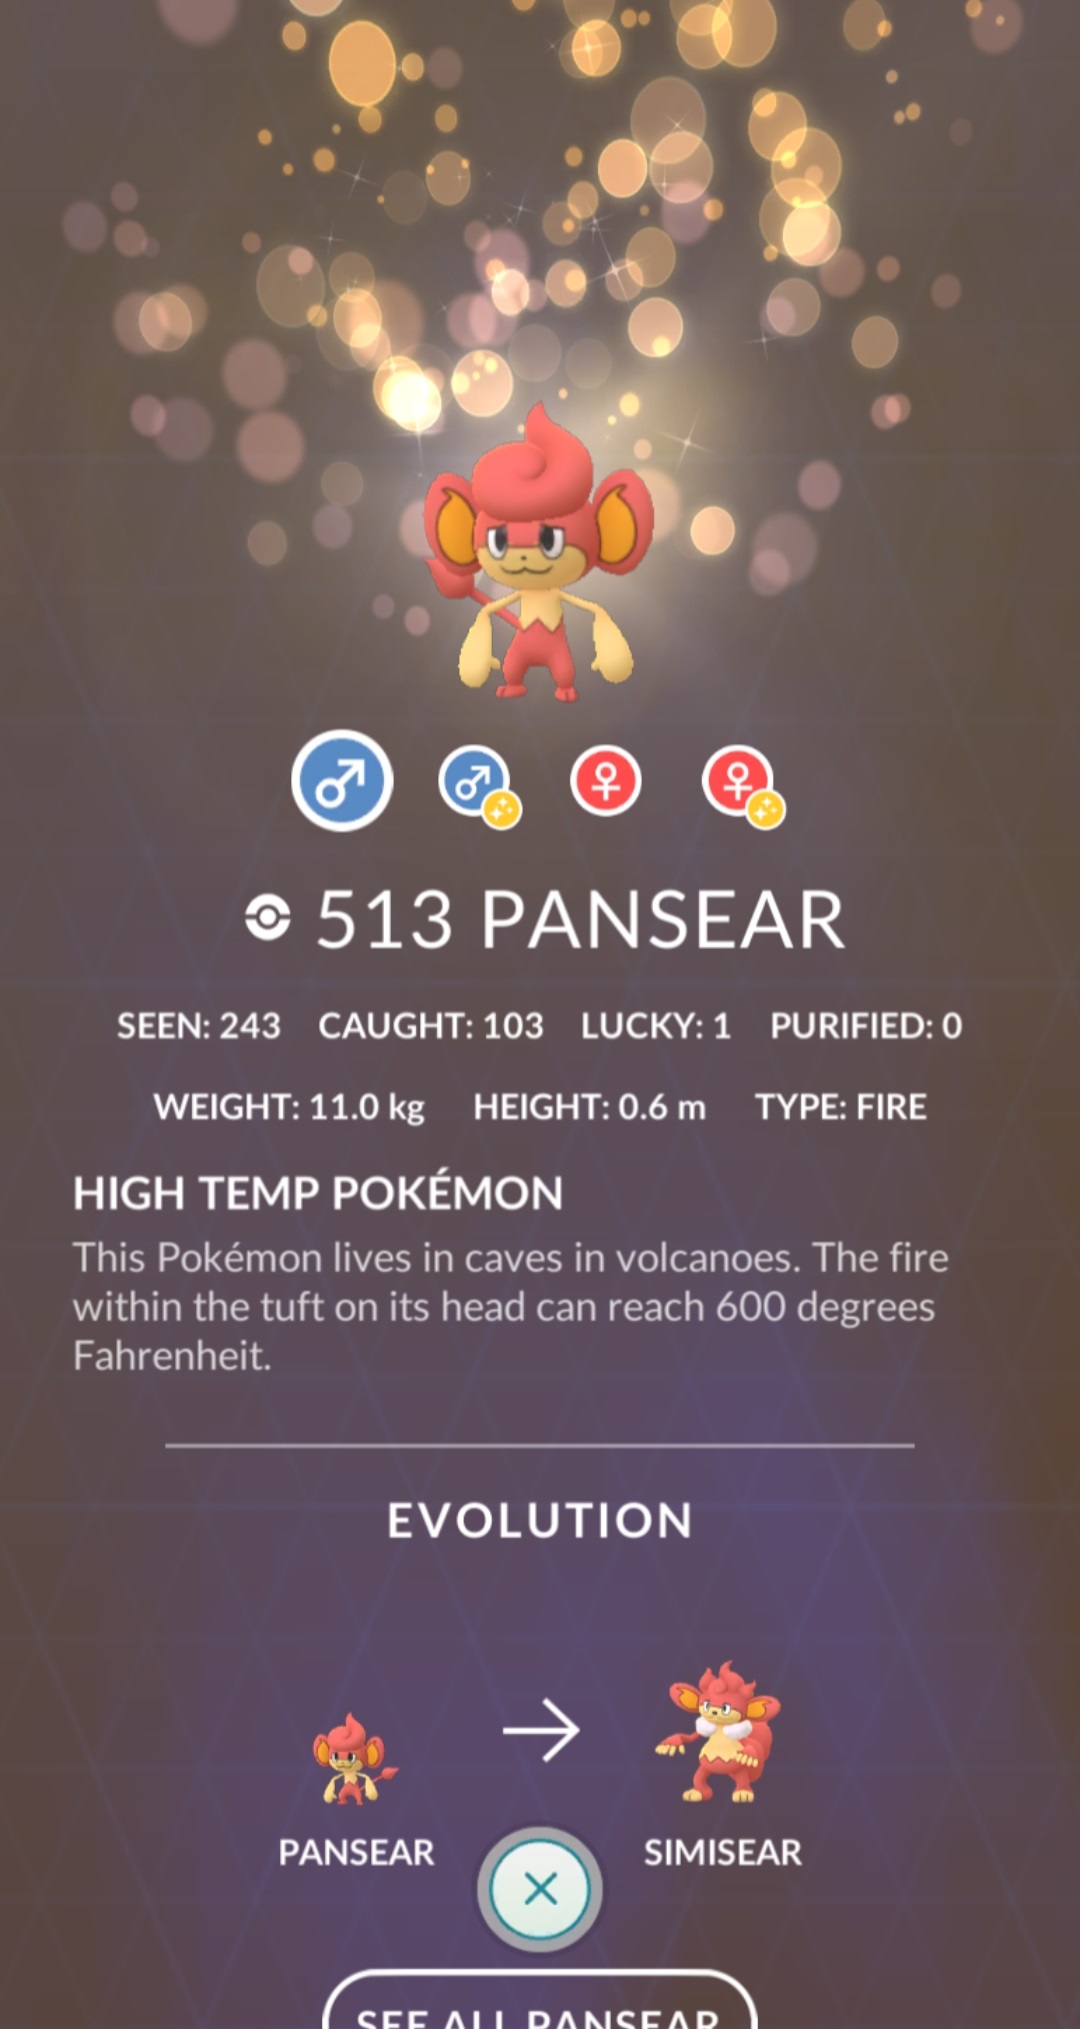 513 PANSEAR
SEEN: 243 CAUGHT: 103 LUCKY: 1 PURIFIED: 0
WEIGHT: 11.0 kg HEIGHT: 0.6 m TYPE: FIRE
HIGH TEMP POKÉMON
This Pokémon lives in caves in volcanoes. The fire
within the tuft on its head can reach 600 degrees
Fahrenheit.
EVOLUTION
PANSEAR SIMISEAR
SEE ALL PANSEAR